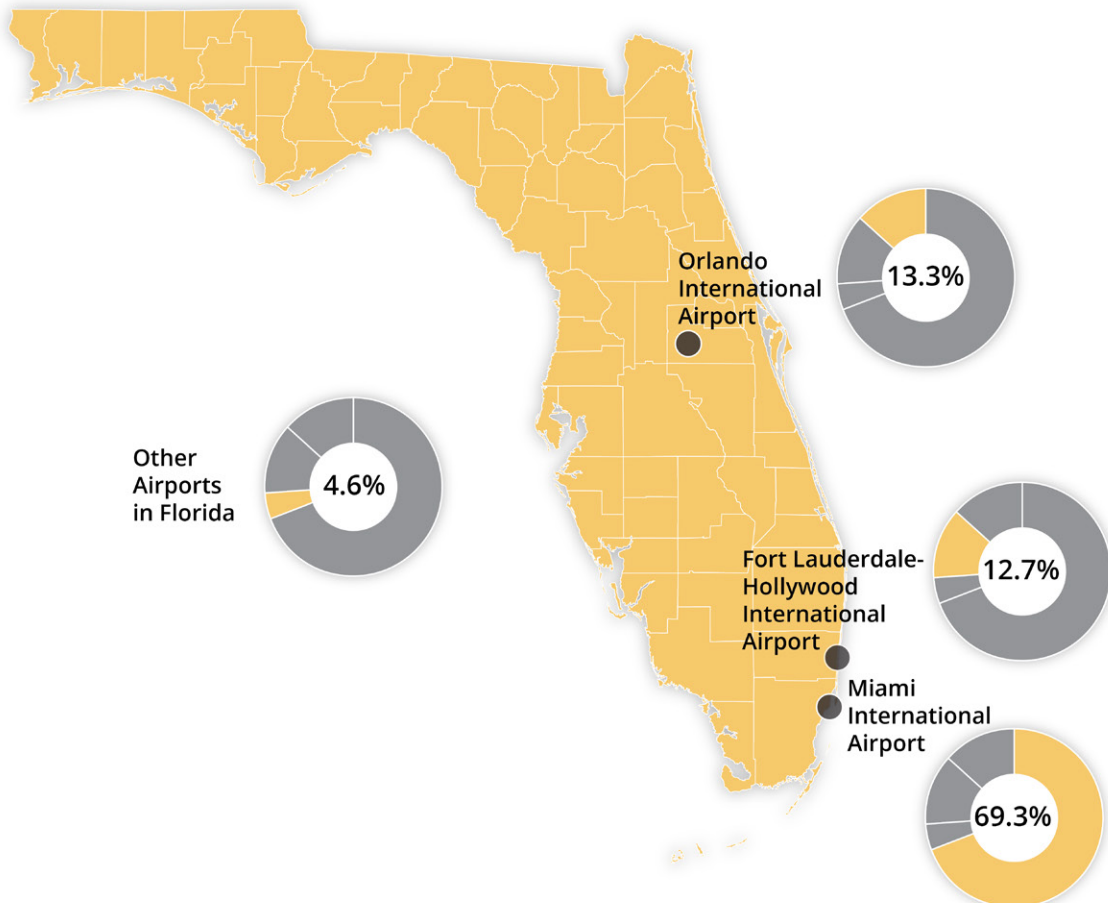 Orlando
International
Airport
13.3%
Other
Airports
in Florida
4.6%
Fort Lauderdale-
Hollywood
International
Airport
12.7%
Miami
International
Airport
69.3%